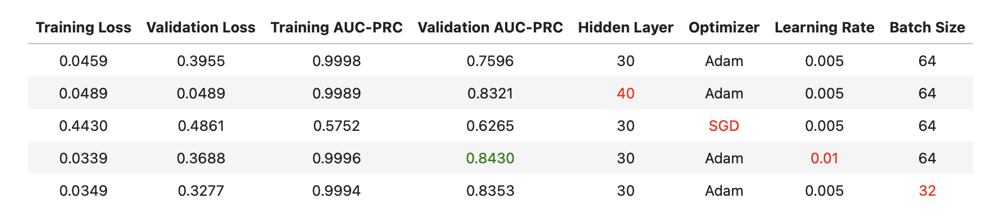 Training Loss Validation Loss Training AUC-PRC Validation AUC-PRC Hidden Layer Optimizer Learning Rate Batch Size
0.0459 0.3955 0.9998 0.7596 30 Adam 0.005 64
0.0489 0.0489 0.9989 0.8321 40 Adam 0.005 64
0.4430 0.4861 0.5752 0.6265 30 SGD 0.005 64
0.0339 0.3688 0.9996 0.8430 30 Adam 0.01 64
0.0349 0.3277 0.9994 0.8353 30 Adam 0.005 32